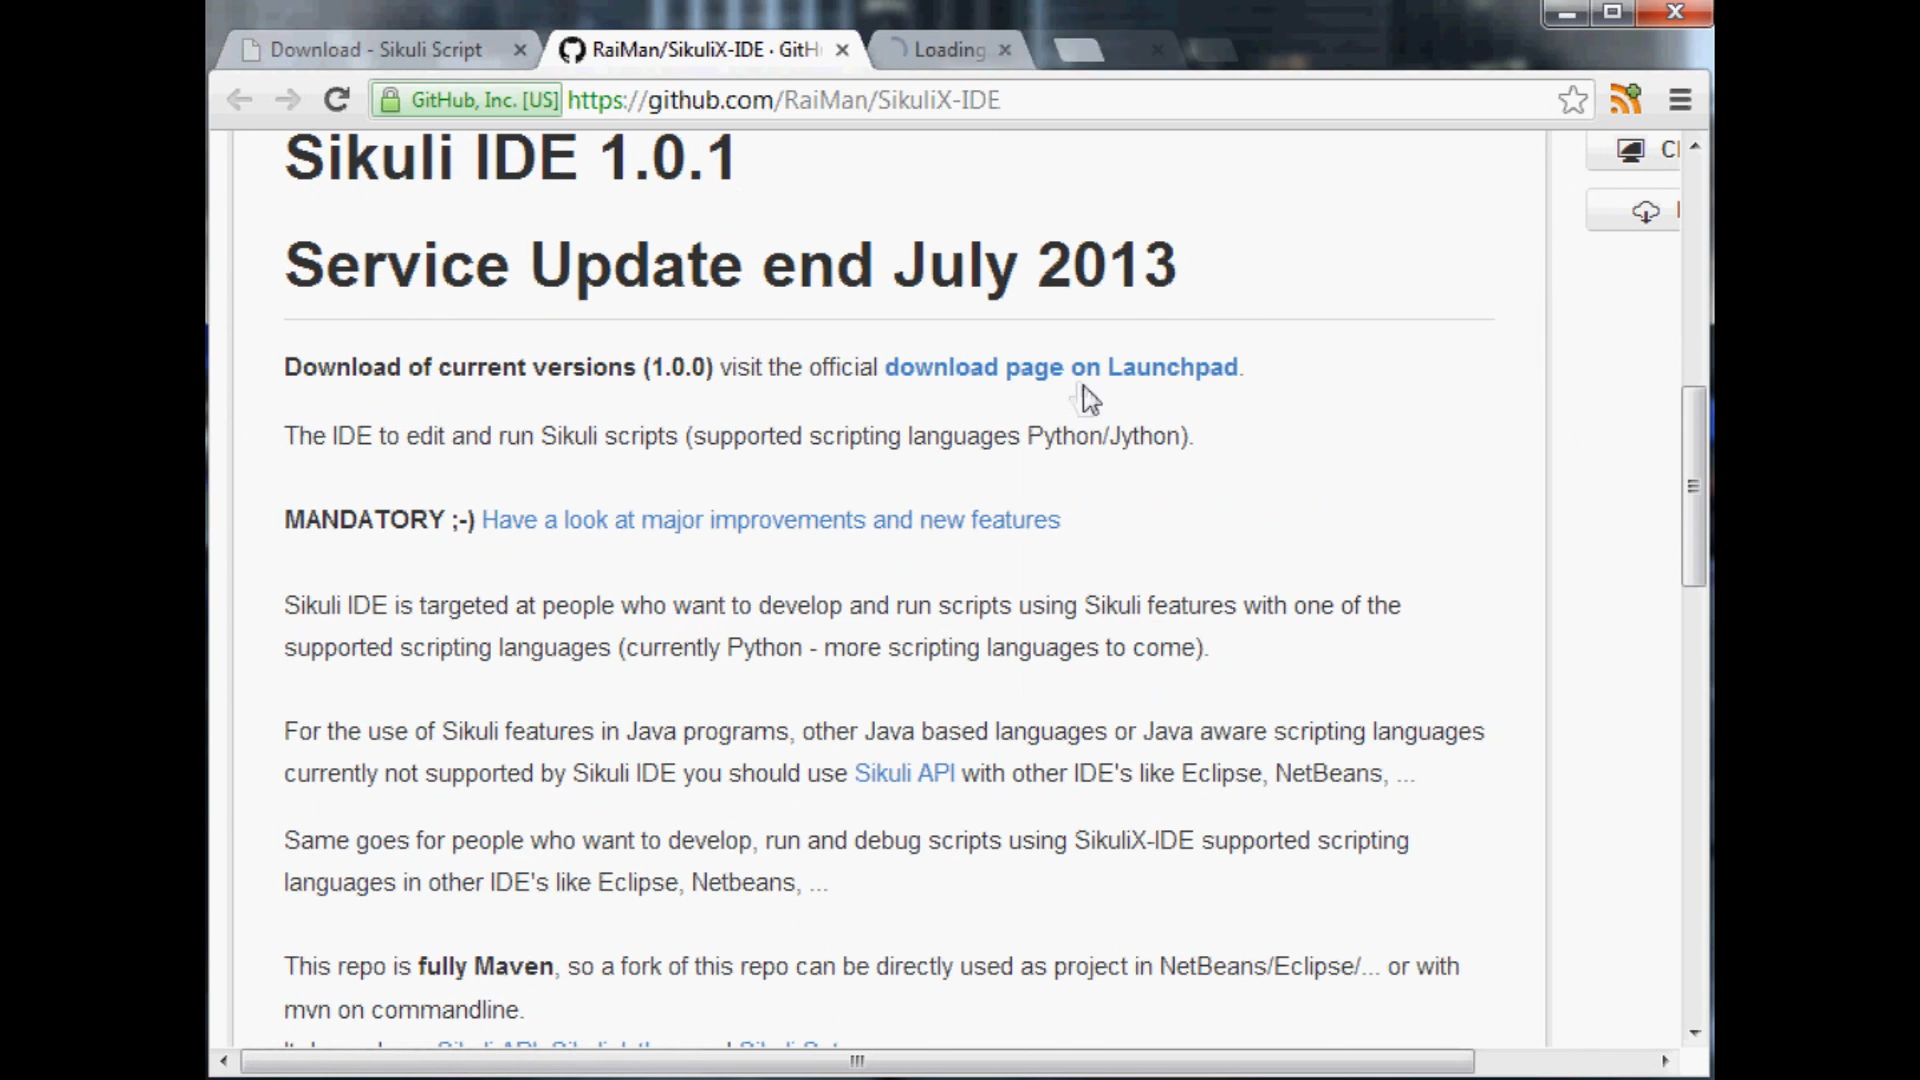 Download - Sikuli Script
RaiMan/SikuliX-IDE · GitH
Loading
GitHub, Inc. [US] https://github.com/RaiMan/SikuliX-IDE
Sikuli IDE 1.0.1
Service Update end July 2013
Download of current versions (1.0.0) visit the official download page on Launchpad.
The IDE to edit and run Sikuli scripts (supported scripting languages Python/Jython).
MANDATORY ;-) Have a look at major improvements and new features
Sikuli IDE is targeted at people who want to develop and run scripts using Sikuli features with one of the
supported scripting languages (currently Python - more scripting languages to come).
For the use of Sikuli features in Java programs, other Java based languages or Java aware scripting languages
currently not supported by Sikuli IDE you should use Sikuli API with other IDE's like Eclipse, NetBeans, ...
Same goes for people who want to develop, run and debug scripts using SikuliX-IDE supported scripting
languages in other IDE's like Eclipse, Netbeans, ...
This repo is fully Maven, so a fork of this repo can be directly used as project in NetBeans/Eclipse/... or with
mvn on commandline.